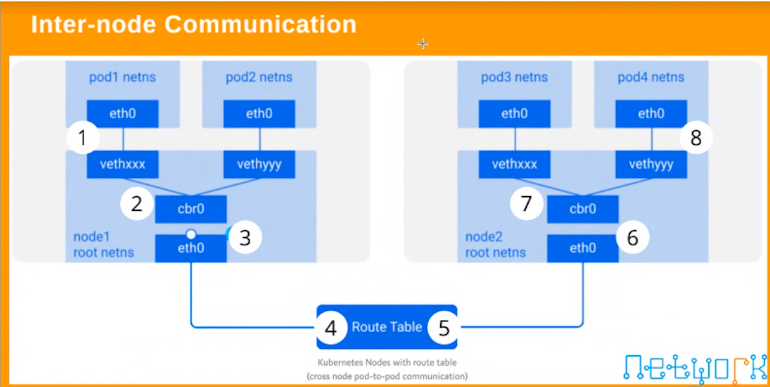 Inter-node Communication
pod1 netns
pod2 netns
pod3 netns
pod4 netns
eth0
eth0
eth0
eth0
1
8
vethxxx
vethyyy
vethxxx
vethyyy
2
cbr0
7
cbr0
node1
root netns
eth0
3
node2
root netns
eth0
6
4
Route Table
5
Kubernetes Nodes with route table
(cross node pod-to-pod communication)
network